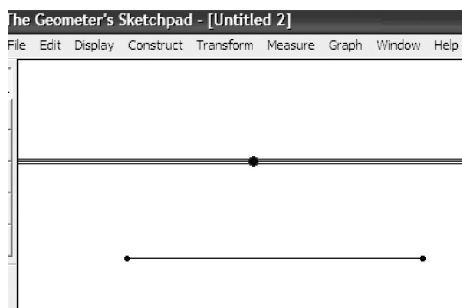 The Geometer's Sketchpad - [Untitled 2]
File Edit Display Construct Transform Measure Graph Window Help